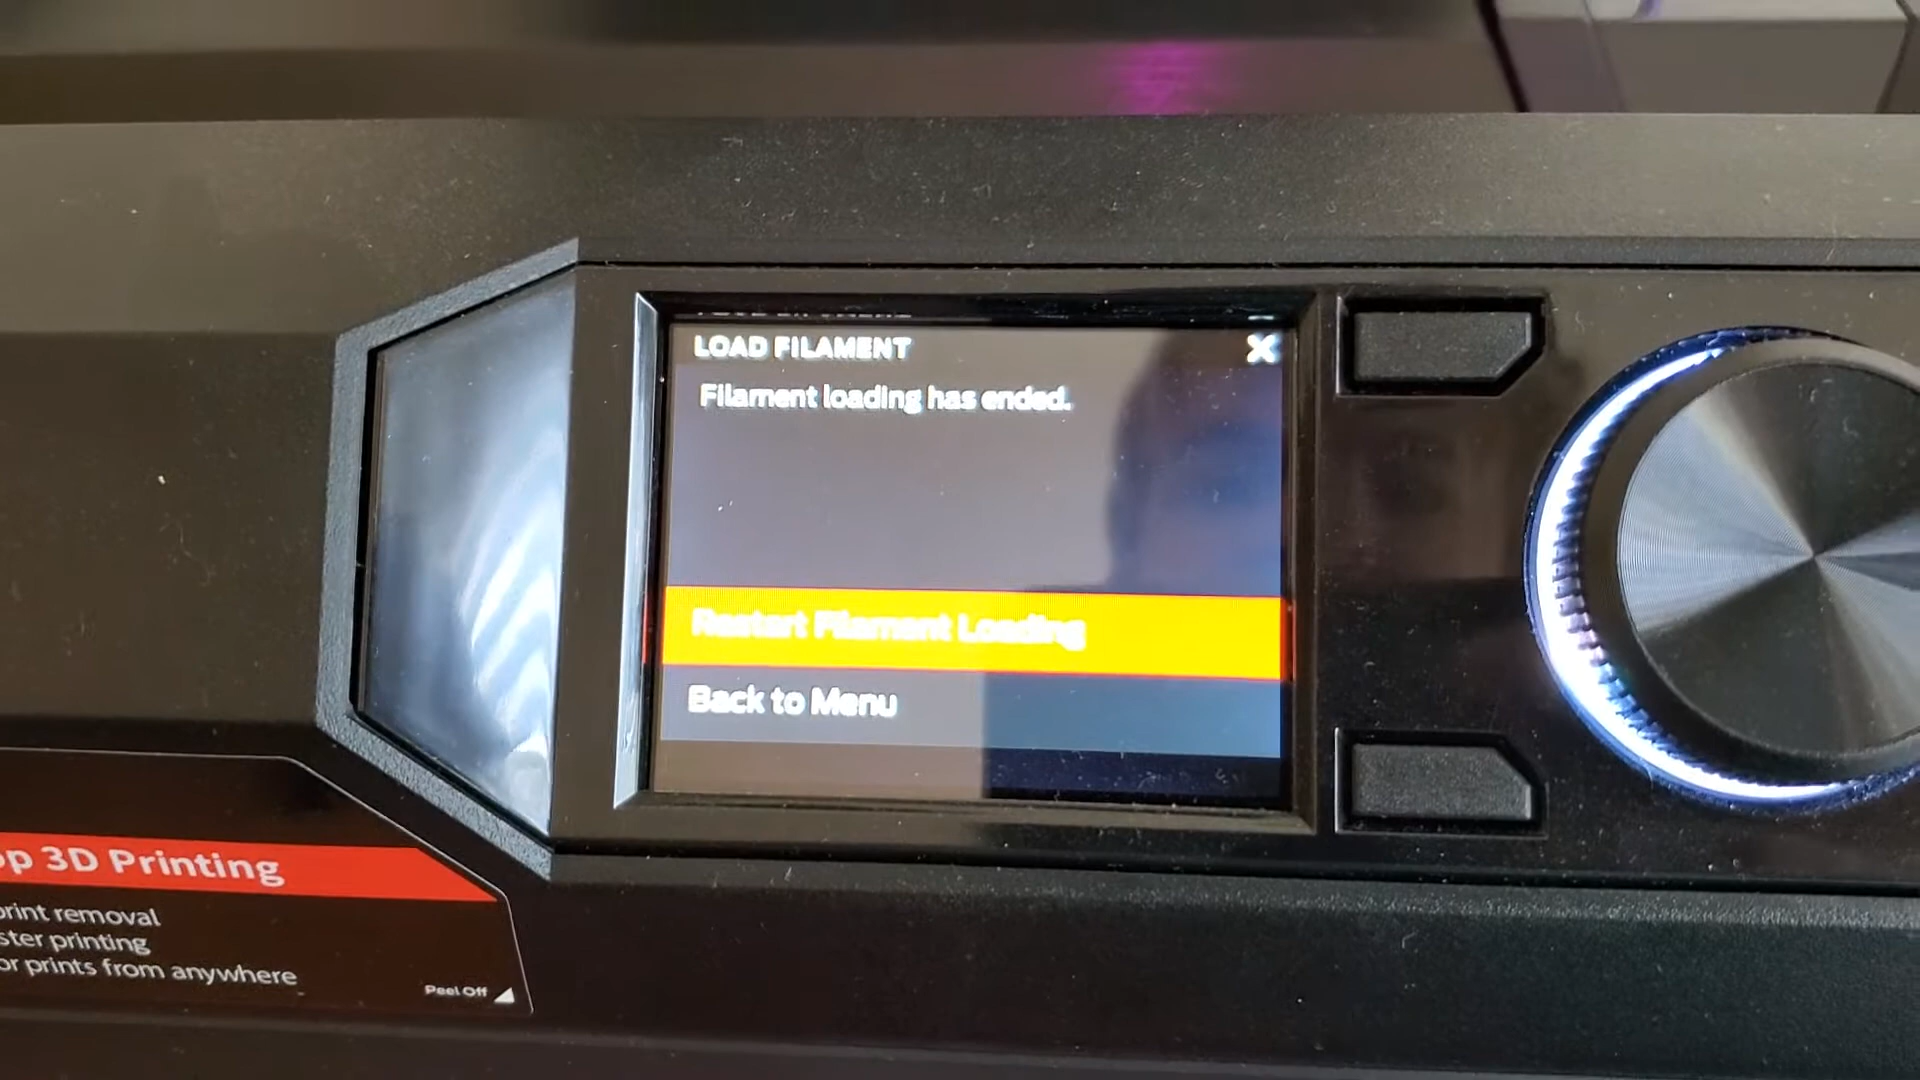 LOAD FILAMENT X
Filament loading has ended.
Restart Filament Loading
Back to Menu
op 3D Printing
print removal
ster printing
or prints from anywhere
Peel Off